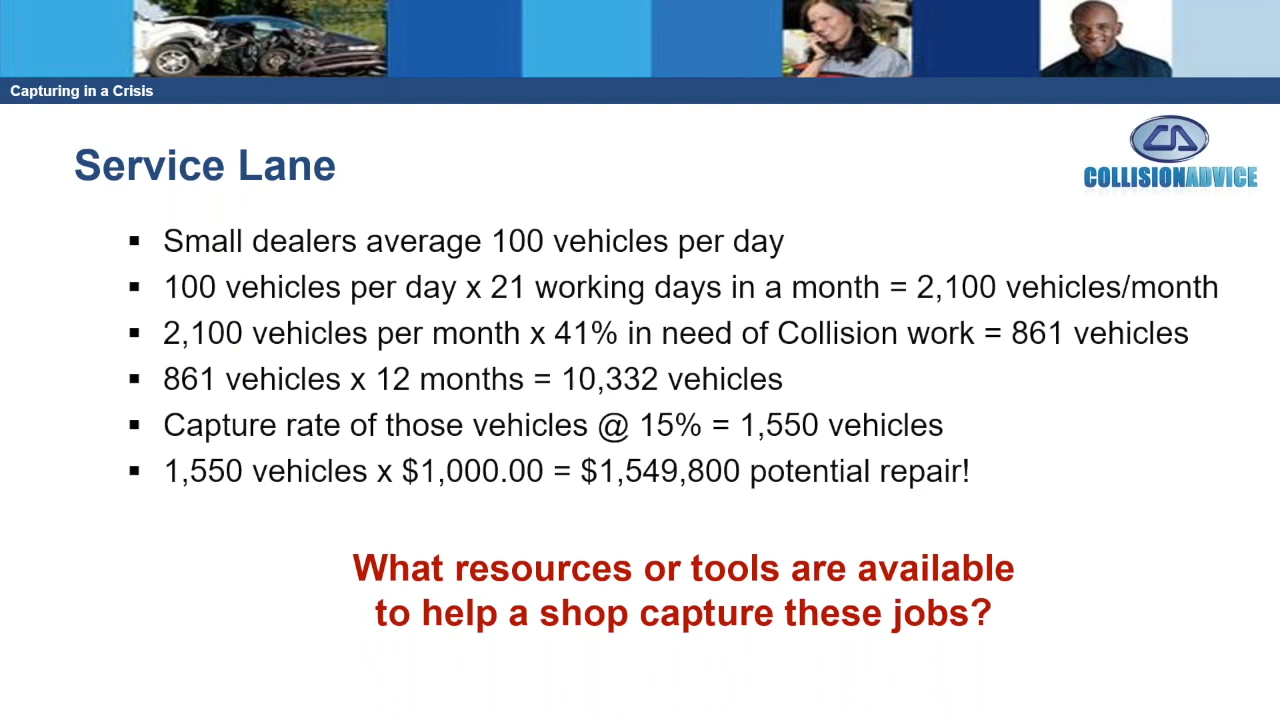 Capturing in a Crisis
Service Lane
COLLISIONADVICE
▪ Small dealers average 100 vehicles per day
▪ 100 vehicles per day x 21 working days in a month = 2,100 vehicles/month
▪ 2,100 vehicles per month x 41% in need of Collision work = 861 vehicles
▪ 861 vehicles x 12 months = 10,332 vehicles
▪ Capture rate of those vehicles @ 15% = 1,550 vehicles
▪ 1,550 vehicles x $1,000.00 = $1,549,800 potential repair!
What resources or tools are available
to help a shop capture these jobs?